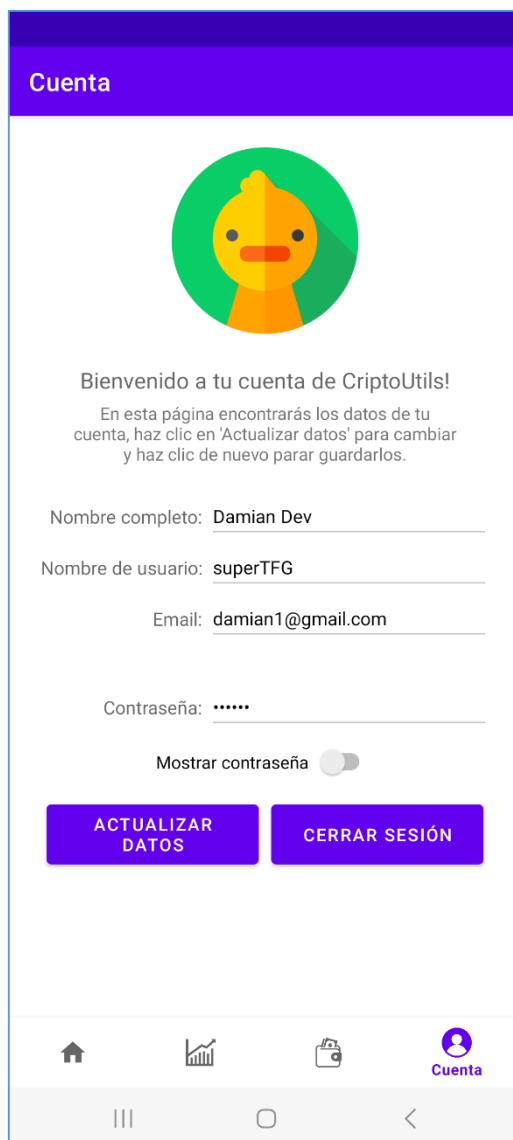 Cuenta
Bienvenido a tu cuenta de CriptoUtils!
En esta página encontrarás los datos de tu
cuenta, haz clic en 'Actualizar datos' para cambiar
y haz clic de nuevo parar guardarlos.
Nombre completo: Damian Dev
Nombre de usuario: superTFG
Email: damian1@gmail.com
Contraseña: ••••••
Mostrar contraseña
ACTUALIZAR
DATOS
CERRAR SESIÓN
Cuenta